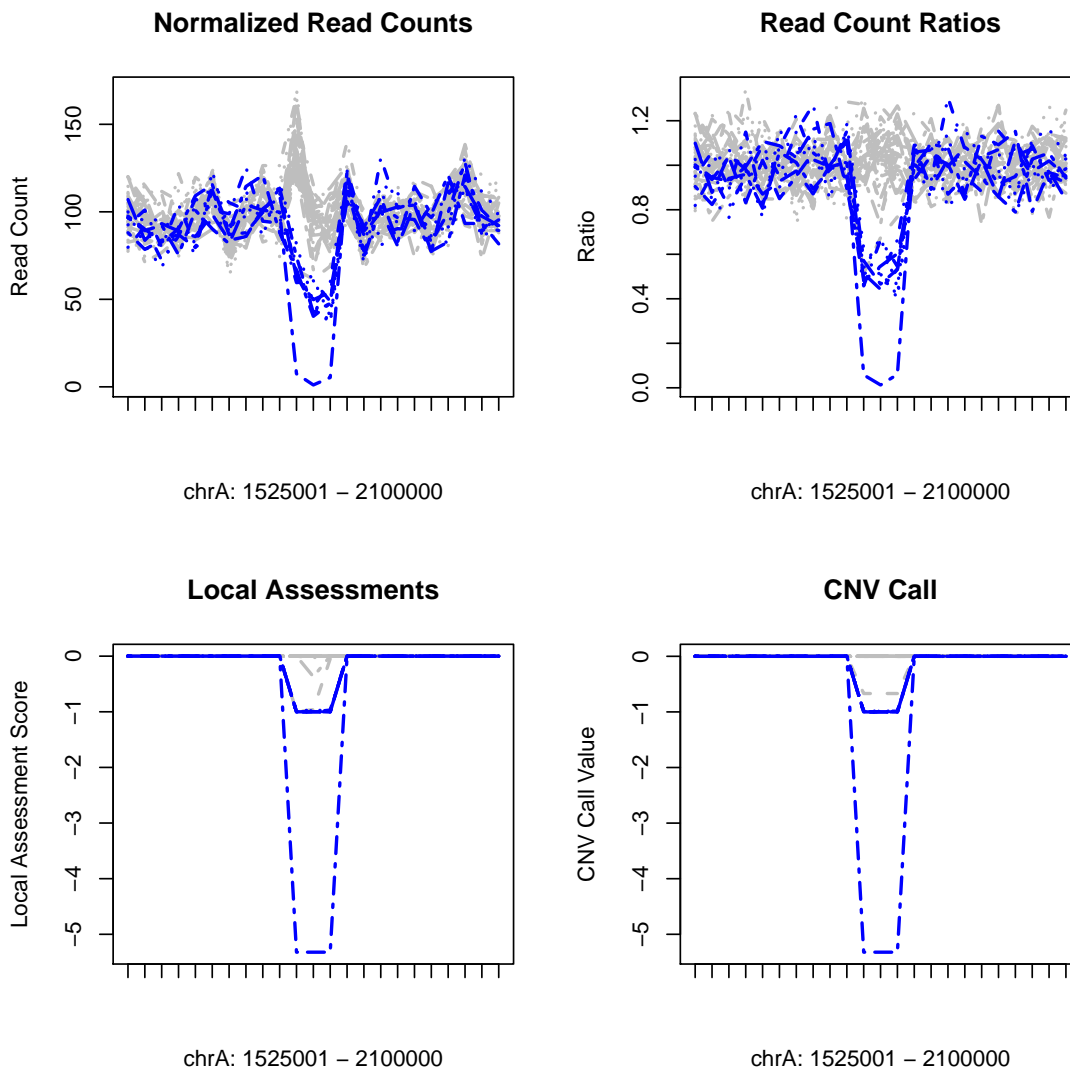 Normalized Read Counts
Read Count
150
100
50
0
chrA: 1525001 – 2100000
Read Count Ratios
Ratio
1.2
0.8
0.4
0.0
chrA: 1525001 – 2100000
Local Assessments
Local Assessment Score
0
−1
−2
−3
−4
−5
chrA: 1525001 – 2100000
CNV Call
CNV Call Value
0
−1
−2
−3
−4
−5
chrA: 1525001 – 2100000